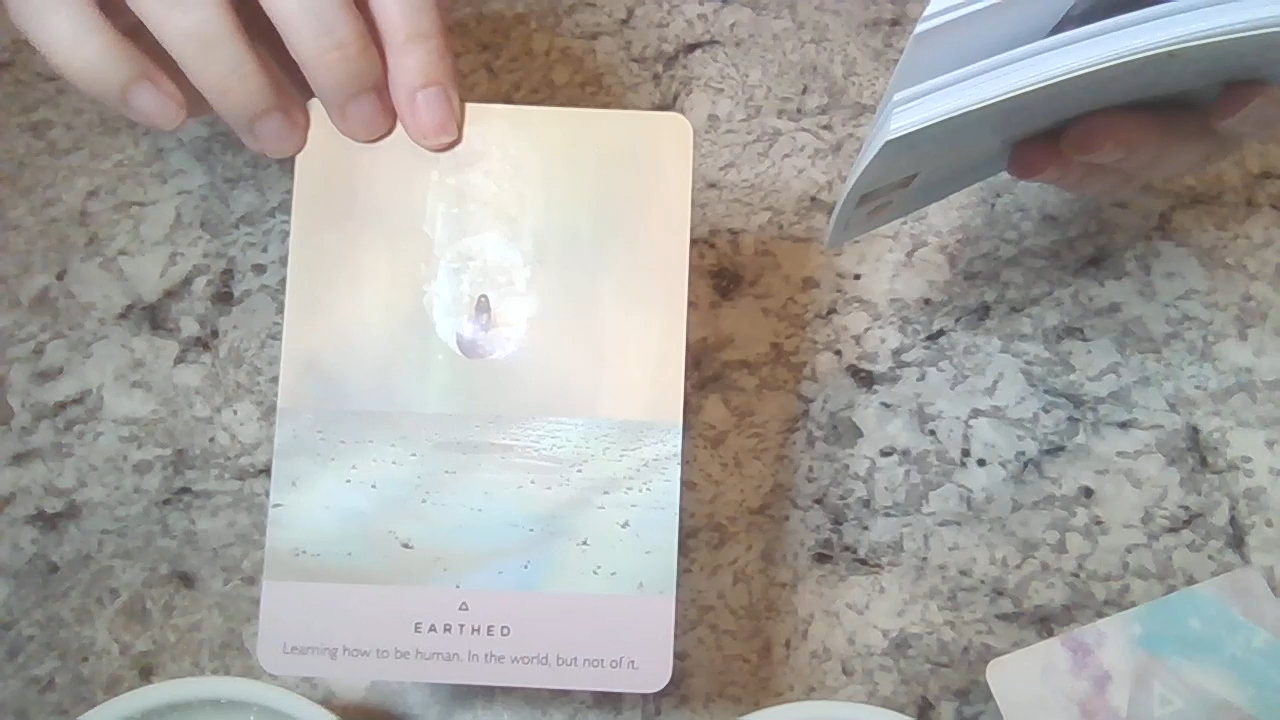 EARTHED
Learning how to be human. In the world, but not of it.